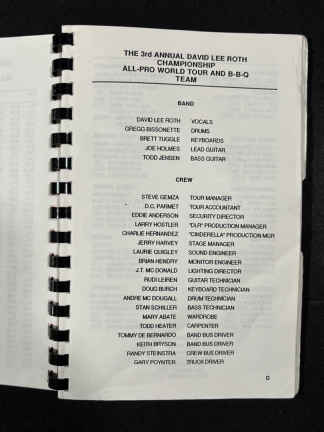 THE 3rd ANNUAL DAVID LEE ROTH
CHAMPIONSHIP
ALL-PRO WORLD TOUR AND B-B-Q
TEAM
BAND
DAVID LEE ROTH VOCALS
GREGG BISSONETTE DRUMS
BRETT TUGGLE KEYBOARDS
JOE HOLMES LEAD GUITAR
TODD JENSEN BASS GUITAR
CREW
STEVE GEMZA TOUR MANAGER
D.C. PARMET TOUR ACCOUNTANT
EDDIE ANDERSON SECURITY DIRECTOR
LARRY HOSTLER "DLR" PRODUCTION MANAGER
CHARLIE HERNANDEZ "CINDERELLA" PRODUCTION MGR
JERRY HARVEY STAGE MANAGER
LAURIE QUIGLEY SOUND ENGINEER
BRIAN HENDRY MONITOR ENGINEER
J.T. MC DONALD LIGHTING DIRECTOR
RUDI LEIREN GUITAR TECHNICIAN
DOUG BURCH KEYBOARD TECHNICIAN
ANDRE MC DOUGALL DRUM TECHNICIAN
STAN SCHILLER BASS TECHNICIAN
MARY ABATE WARDROBE
TODD HEATER CARPENTER
TOMMY DE BERNARDO BAND BUS DRIVER
KEITH BRYSON BAND BUS DRIVER
RANDY STEINSTRA CREW BUS DRIVER
GARY POYNTER TRUCK DRIVER